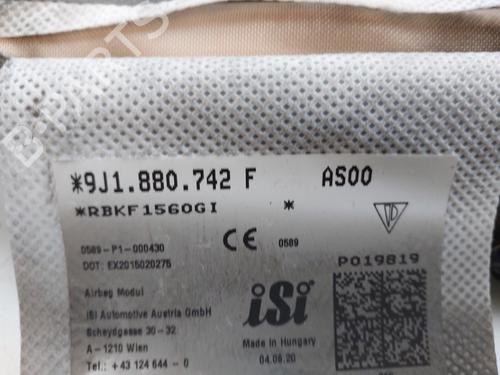 *9J1.880.742 F AS00
*RBKF1560GI *
0589-P1-000430
0589
DOT: EX2015020275
P019819
Airbag Modul
iSi Automotive Austria GmbH
Scheydgasse 30-32
A-1210 Wien
Tel.: +43 124 644-0
iSi
Made in Hungary
04.06.20